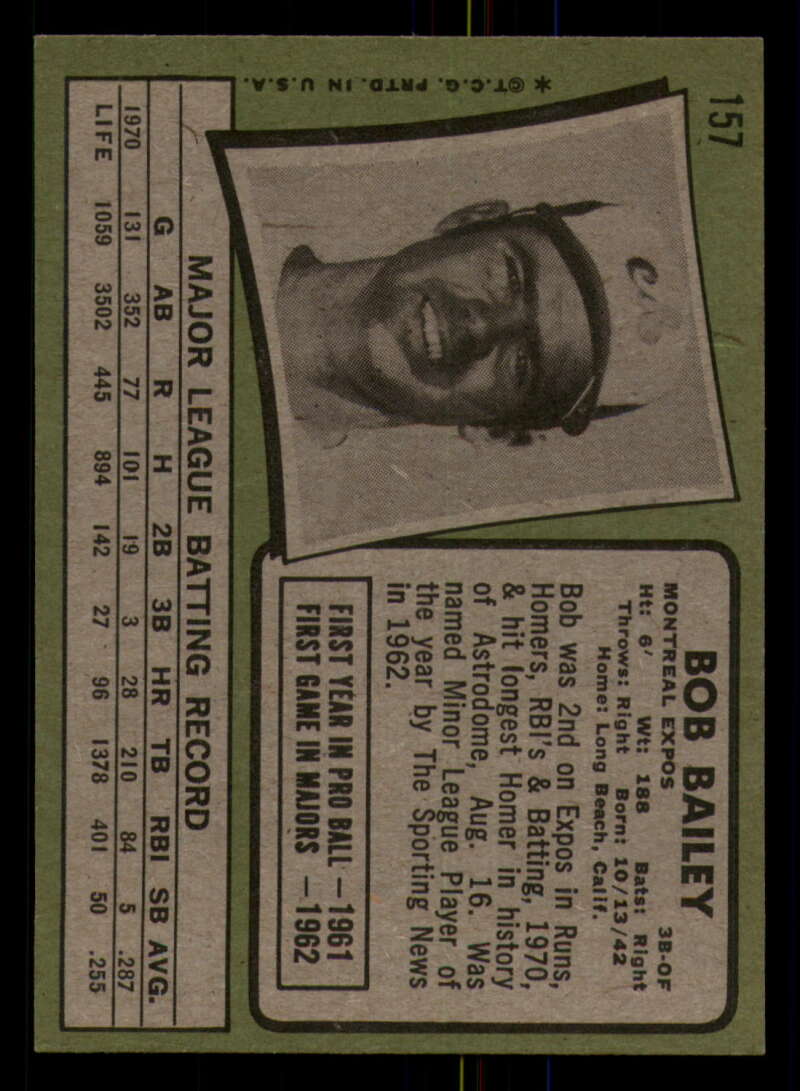 157
BOB BAILEY
MONTREAL EXPOS 3B-OF
Ht: 6' Wt: 188 Bats: Right
Throws: Right Born: 10/13/42
Home: Long Beach, Calif.
Bob was 2nd on Expos in Runs,
Homers, RBI's & Batting, 1970,
& hit longest Homer in history
of Astrodome, Aug. 16. Was
named Minor League Player of
the year by The Sporting News
in 1962.
FIRST YEAR IN PRO BALL — 1961
FIRST GAME IN MAJORS — 1962
MAJOR LEAGUE BATTING RECORD
G AB R H 2B 3B HR TB RBI SB AVG.
1970 131 352 77 101 19 3 28 210 84 5 .287
LIFE 1059 3502 445 894 142 27 96 1378 401 50 .255
* © T.C.G. PRTD. IN U.S.A.